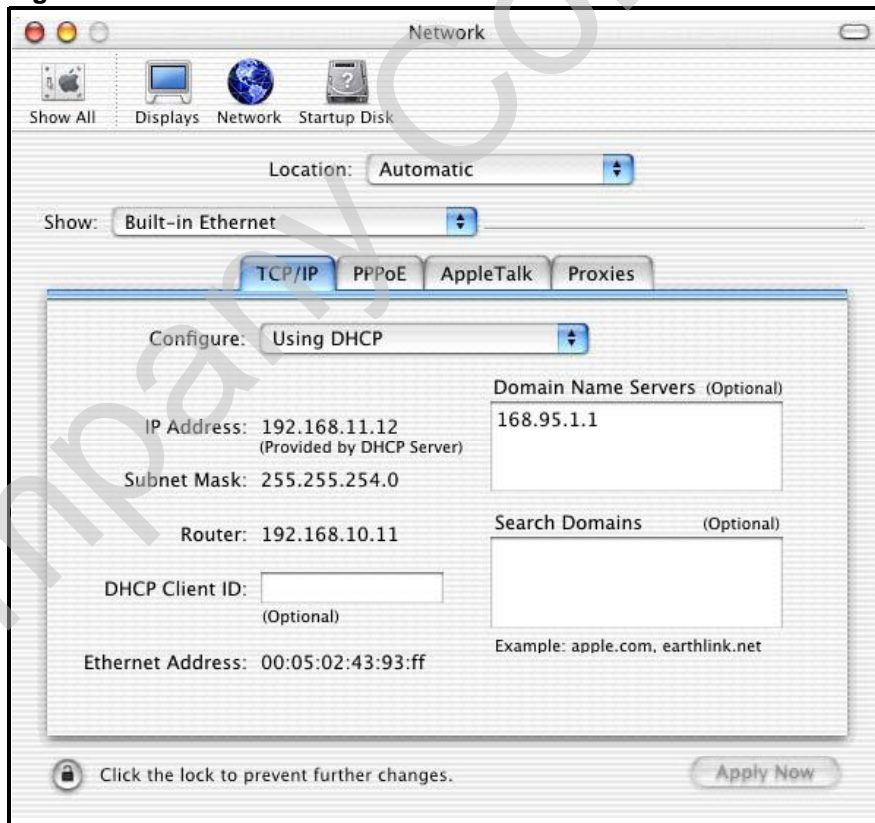 Network
Show All Displays Network Startup Disk
Location: Automatic
Show: Built-in Ethernet
TCP/IP PPPoE AppleTalk Proxies
Configure: Using DHCP
Domain Name Servers (Optional)
168.95.1.1
IP Address: 192.168.11.12
(Provided by DHCP Server)
Subnet Mask: 255.255.254.0
Router: 192.168.10.11
Search Domains (Optional)
DHCP Client ID:
(Optional)
Example: apple.com, earthlink.net
Ethernet Address: 00:05:02:43:93:ff
Click the lock to prevent further changes.
Apply Now